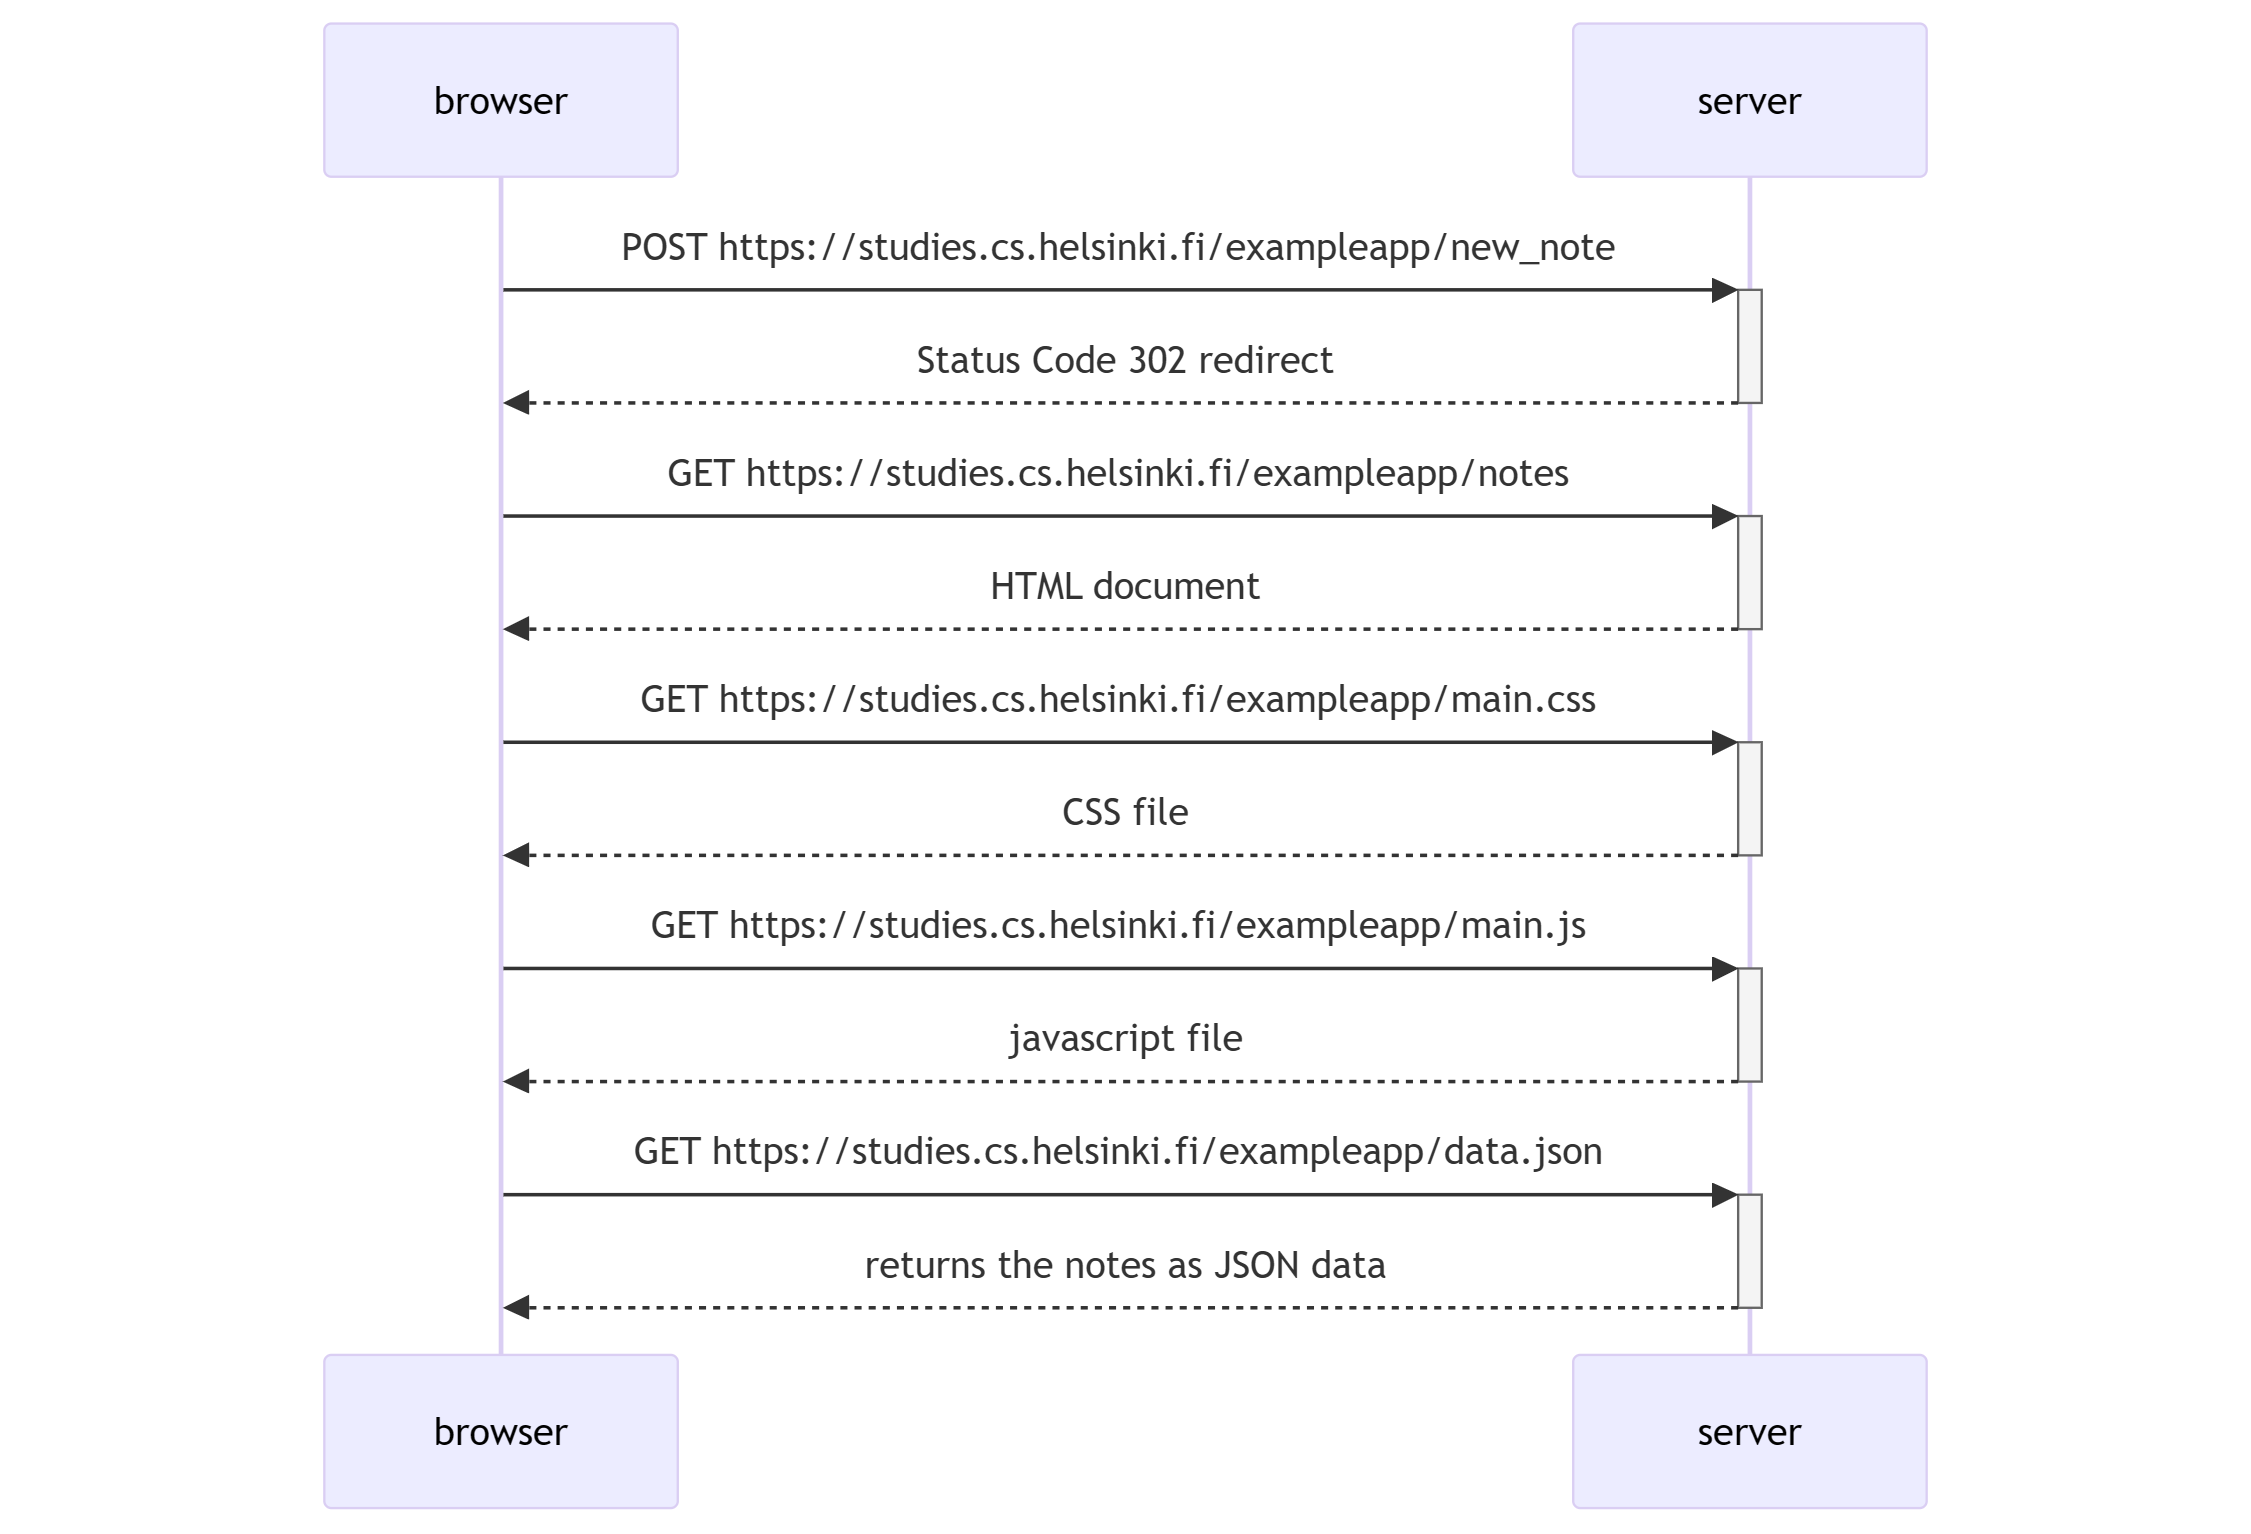 browser
server
POST https://studies.cs.helsinki.fi/exampleapp/new_note
Status Code 302 redirect
GET https://studies.cs.helsinki.fi/exampleapp/notes
HTML document
GET https://studies.cs.helsinki.fi/exampleapp/main.css
CSS file
GET https://studies.cs.helsinki.fi/exampleapp/main.js
javascript file
GET https://studies.cs.helsinki.fi/exampleapp/data.json
returns the notes as JSON data
browser
server